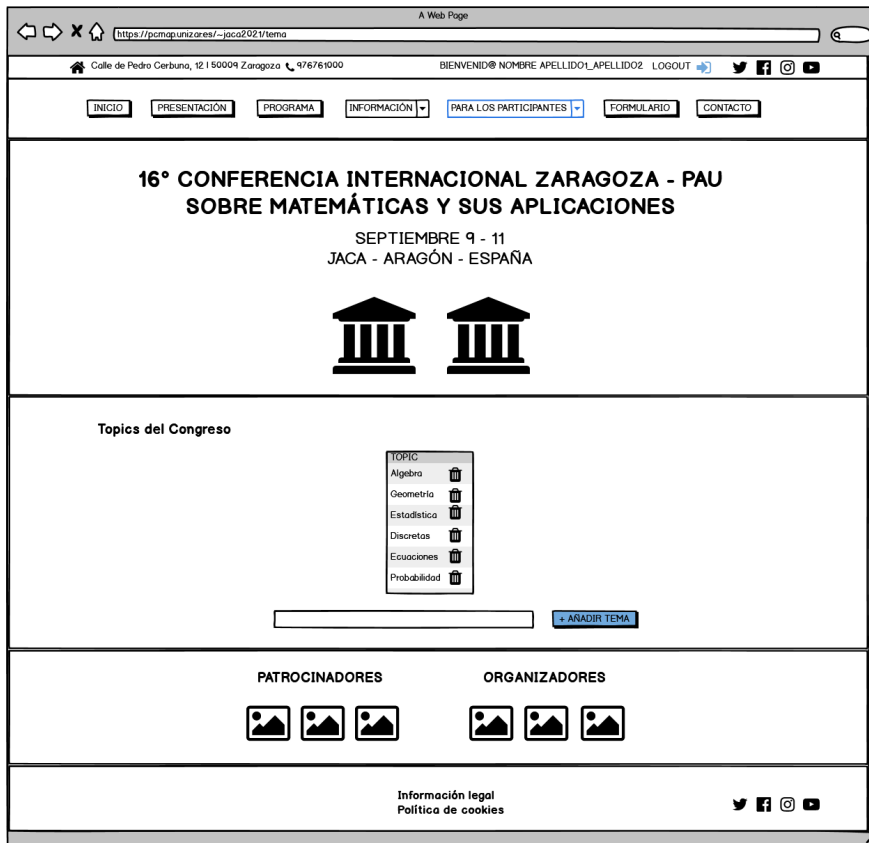 A Web Page
https://pcmap.unizar.es/~jaca2021/tema
Calle de Pedro Cerbuna, 12 | 50009 Zaragoza 976761000 BIENVENID@ NOMBRE APELLIDO1_APELLIDO2 LOGOUT
INICIO PRESENTACIÓN PROGRAMA INFORMACIÓN PARA LOS PARTICIPANTES FORMULARIO CONTACTO
16º CONFERENCIA INTERNACIONAL ZARAGOZA - PAU
SOBRE MATEMÁTICAS Y SUS APLICACIONES
SEPTIEMBRE 9 - 11
JACA - ARAGÓN - ESPAÑA
Topics del Congreso
TOPIC
Algebra
Geometría
Estadística
Discretas
Ecuaciones
Probabilidad
+ AÑADIR TEMA
PATROCINADORES ORGANIZADORES
Información legal
Política de cookies